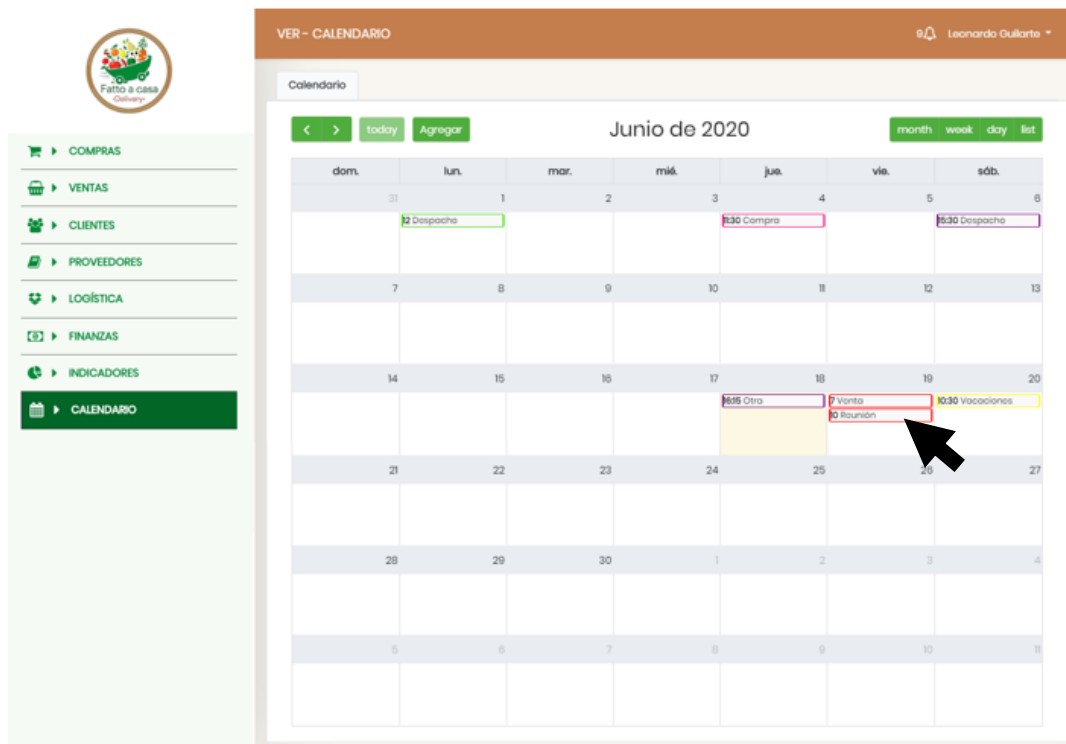 Fatto a casa
-Delivery-
COMPRAS
VENTAS
CLIENTES
PROVEEDORES
LOGÍSTICA
FINANZAS
INDICADORES
CALENDARIO
VER - CALENDARIO
9 Leonardo Guilarte
Calendario
< > today Agregar Junio de 2020 month week day list
dom. lun. mar. mié. jue. vie. sáb.
31 1 2 3 4 5 6
12 Despacho 11:30 Compra 15:30 Despacho
7 8 9 10 11 12 13
14 15 16 17 18 19 20
16:15 Otra 7 Venta 10:30 Vacaciones
10 Reunión
21 22 23 24 25 26 27
28 29 30 1 2 3 4
5 6 7 8 9 10 11